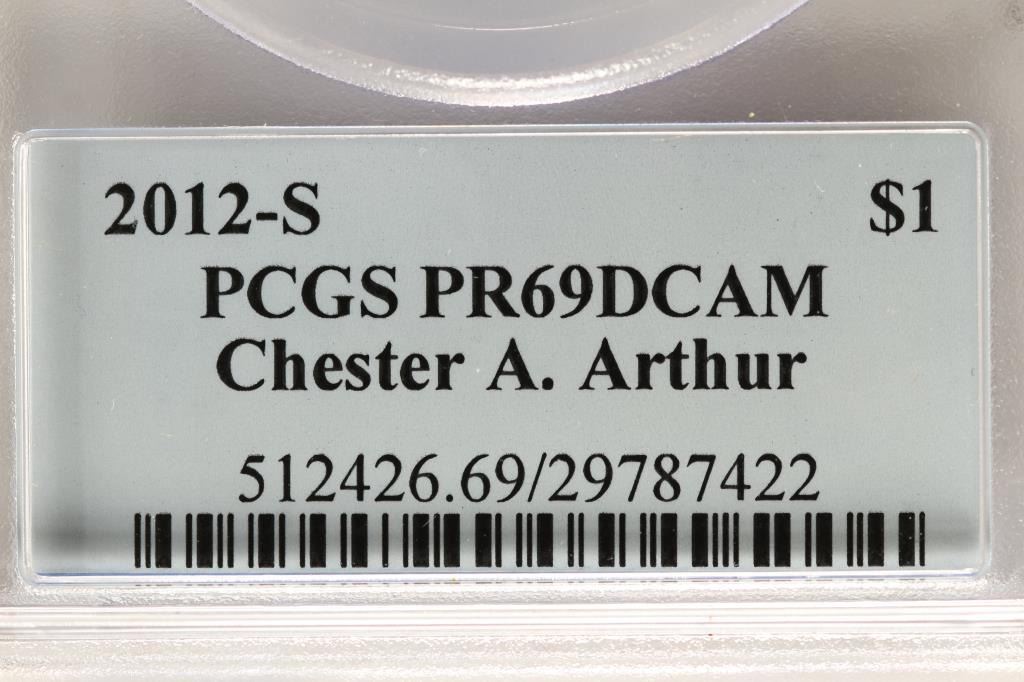 2012-S $1
PCGS PR69DCAM
Chester A. Arthur
512426.69/29787422